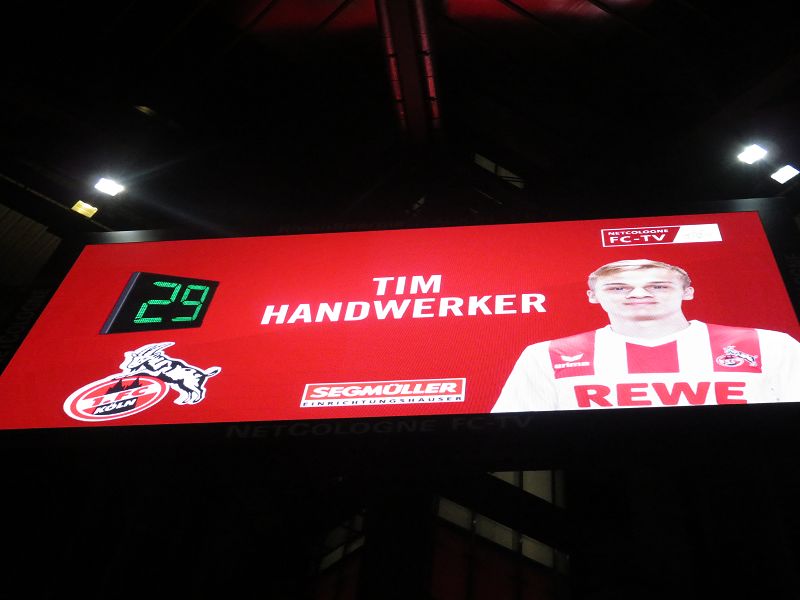 NETCOLOGNE
FC-TV
29
TIM
HANDWERKER
1. FC
KÖLN
SEGMÜLLER
EINRICHTUNGSHÄUSER
erima
REWE
NETCOLOGNE FC-TV